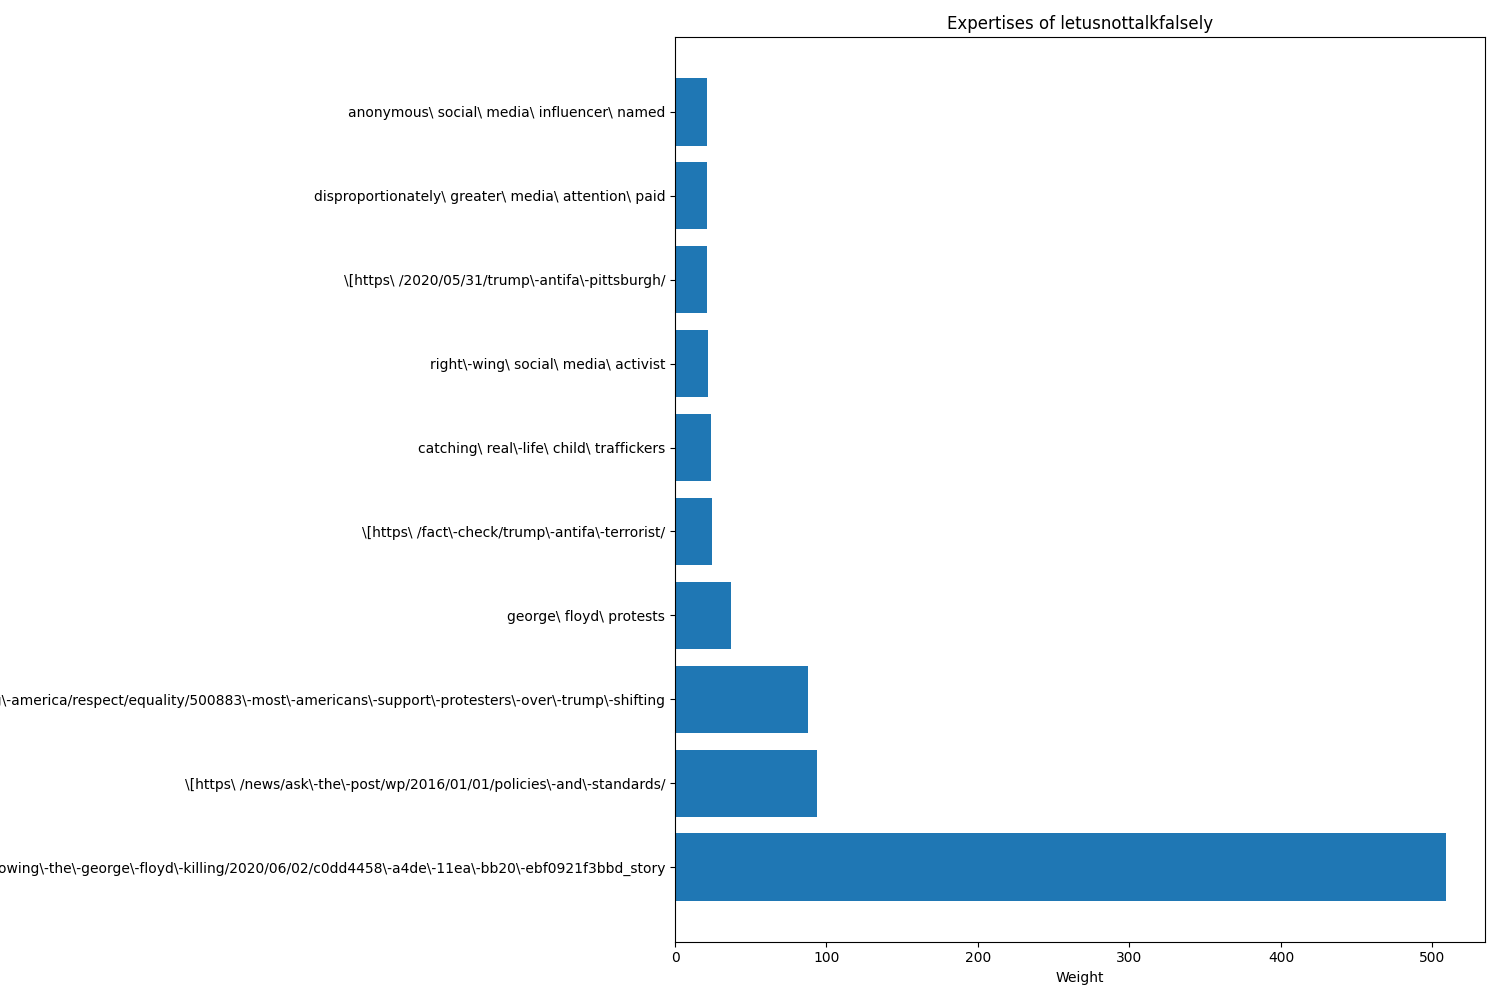 Expertises of letusnottalkfalsely
anonymous\ social\ media\ influencer\ named
disproportionately\ greater\ media\ attention\ paid
\[https\ /2020/05/31/trump\-antifa\-pittsburgh/
right\-wing\ social\ media\ activist
catching\ real\-life\ child\ traffickers
\[https\ /fact\-check/trump\-antifa\-terrorist/
george\ floyd\ protests
\-america/respect/equality/500883\-most\-americans\-support\-protesters\-over\-trump\-shifting
\[https\ /news/ask\-the\-post/wp/2016/01/01/policies\-and\-standards/
owing\-the\-george\-floyd\-killing/2020/06/02/c0dd4458\-a4de\-11ea\-bb20\-ebf0921f3bbd_story
0 100 200 300 400 500
Weight